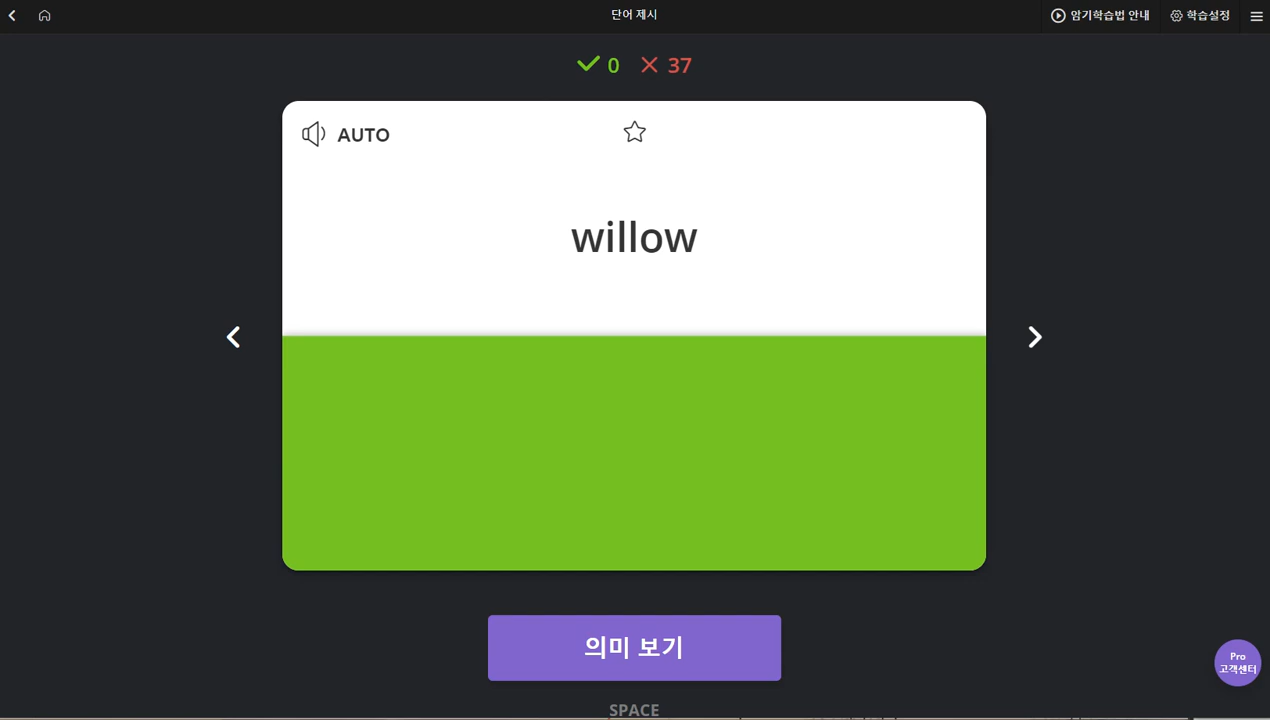 단어 제시
암기학습법 안내
학습설정
0
37
AUTO
willow
의미 보기
Pro
고객센터
SPACE